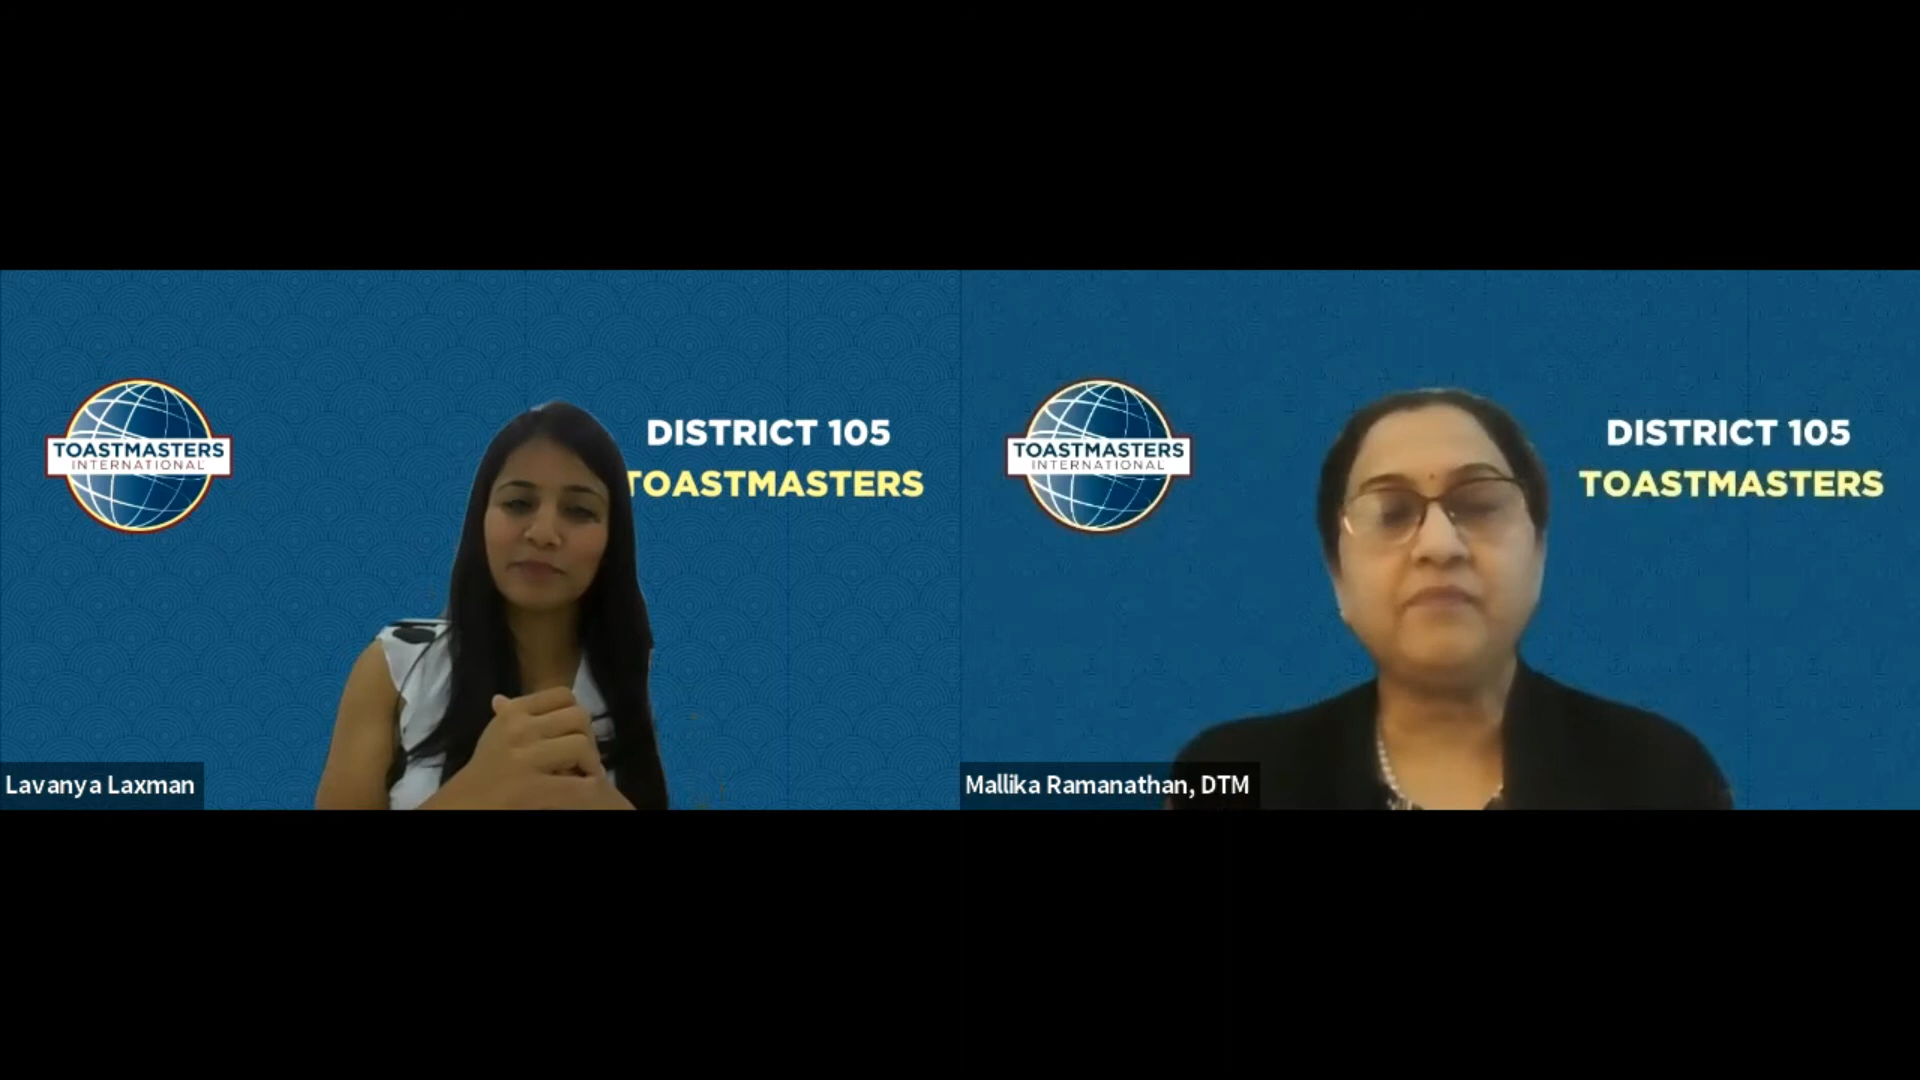 TOASTMASTERS
INTERNATIONAL
DISTRICT 105
TOASTMASTERS
Lavanya Laxman
TOASTMASTERS
INTERNATIONAL
DISTRICT 105
TOASTMASTERS
Mallika Ramanathan, DTM